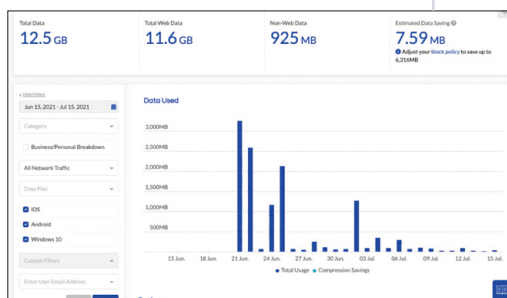 Total Data
12.5 GB
Total Web Data
11.6 GB
Non-Web Data
925 MB
Estimated Data Saving
7.59 MB
Adjust your block policy to save up to
6,316MB
Hide Filters
Jun 15, 2021 - Jul 15, 2021
Category
Business/Personal Breakdown
All Network Traffic
Data Plan
iOS
Android
Windows 10
Custom Filters
Enter User Email Address
Data Used
3,000MB
2,500MB
2,000MB
1,500MB
1,000MB
500MB
15 Jun. 18 Jun. 21 Jun. 24 Jun. 27 Jun. 30 Jun. 03 Jul. 06 Jul. 09 Jul. 12 Jul. 15 Jul.
Total Usage Compression Savings